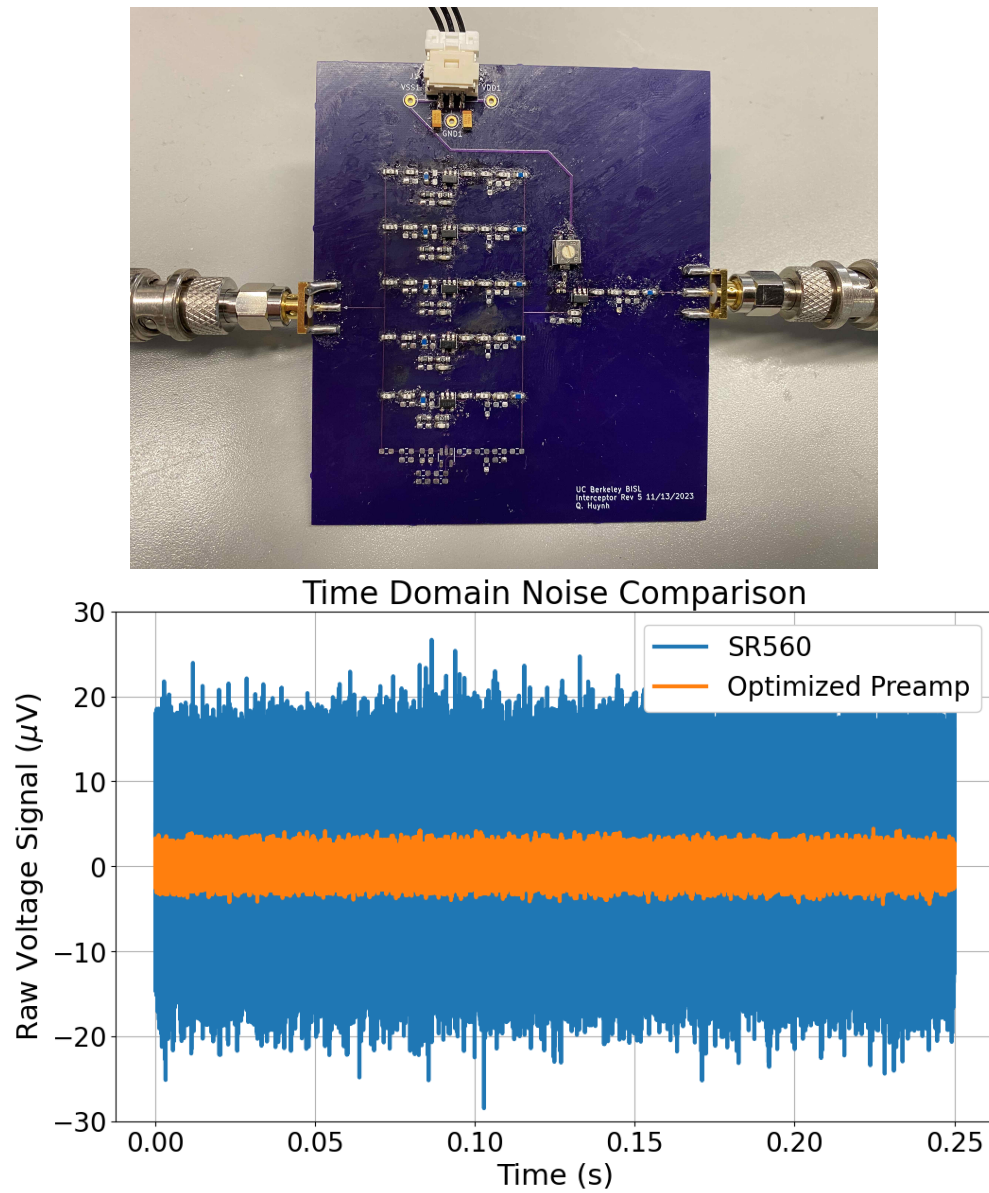 VSS1
VDD1
GND1
UC Berkeley BISL
Interceptor Rev 5 11/13/2023
Q. Huynh
Time Domain Noise Comparison
SR560
Optimized Preamp
Raw Voltage Signal (μV)
30
20
10
0
−10
−20
−30
0.00 0.05 0.10 0.15 0.20 0.25
Time (s)